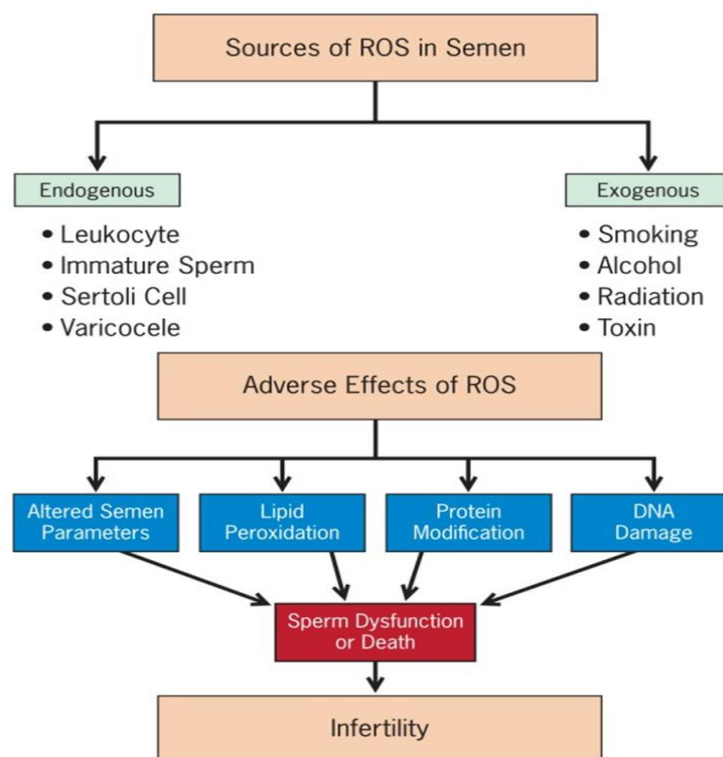 Sources of ROS in Semen
Endogenous
• Leukocyte
• Immature Sperm
• Sertoli Cell
• Varicocele
Exogenous
• Smoking
• Alcohol
• Radiation
• Toxin
Adverse Effects of ROS
Altered Semen
Parameters
Lipid
Peroxidation
Protein
Modification
DNA
Damage
Sperm Dysfunction
or Death
Infertility